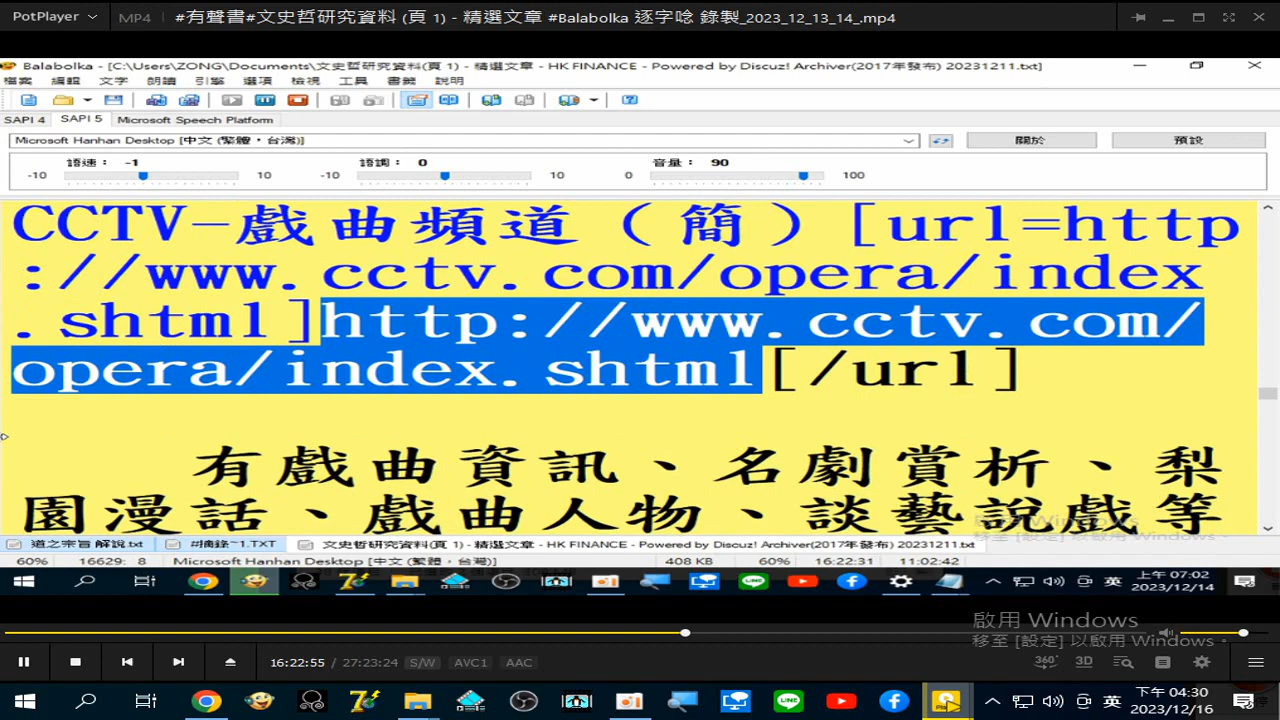 PotPlayer MP4 #有聲書#文史哲研究資料 (頁 1) - 精選文章 #Balabolka 逐字唸 錄製_2023_12_13_14_.mp4
Balabolka - [C:\Users\ZONG\Documents\文史哲研究資料(頁 1) - 精選文章 - HK FINANCE - Powered by Discuz! Archiver(2017年發布) 20231211.txt]
檔案 編輯 文字 朗讀 引擎 選項 檢視 工具 書籤 說明
SAPI 4 SAPI 5 Microsoft Speech Platform
Microsoft Hanhan Desktop [中文 (繁體，台灣)] 關於 預設
語速： -1 語調： 0 音量： 90
-10 10 -10 10 0 100
CCTV-戲曲頻道（簡）[url=http
://www.cctv.com/opera/index
.shtml]http://www.cctv.com/
opera/index.shtml[/url]
有戲曲資訊、名劇賞析、梨
園漫話、戲曲人物、談藝說戲等
道之宗旨 解說.txt #摘錄~1.TXT 文史哲研究資料(頁 1) - 精選文章 - HK FINANCE - Powered by Discuz! Archiver(2017年發布) 20231211.txt
60% 16629: 8 Microsoft Hanhan Desktop [中文 (繁體，台灣)] 408 KB 60% 16:22:31 11:02:42
英 上午 07:02
2023/12/14
啟用 Windows
移至 [設定] 以啟用 Windows。
16:22:55 / 27:23:24 S/W AVC1 AAC 360° 3D
英 下午 04:30
2023/12/16